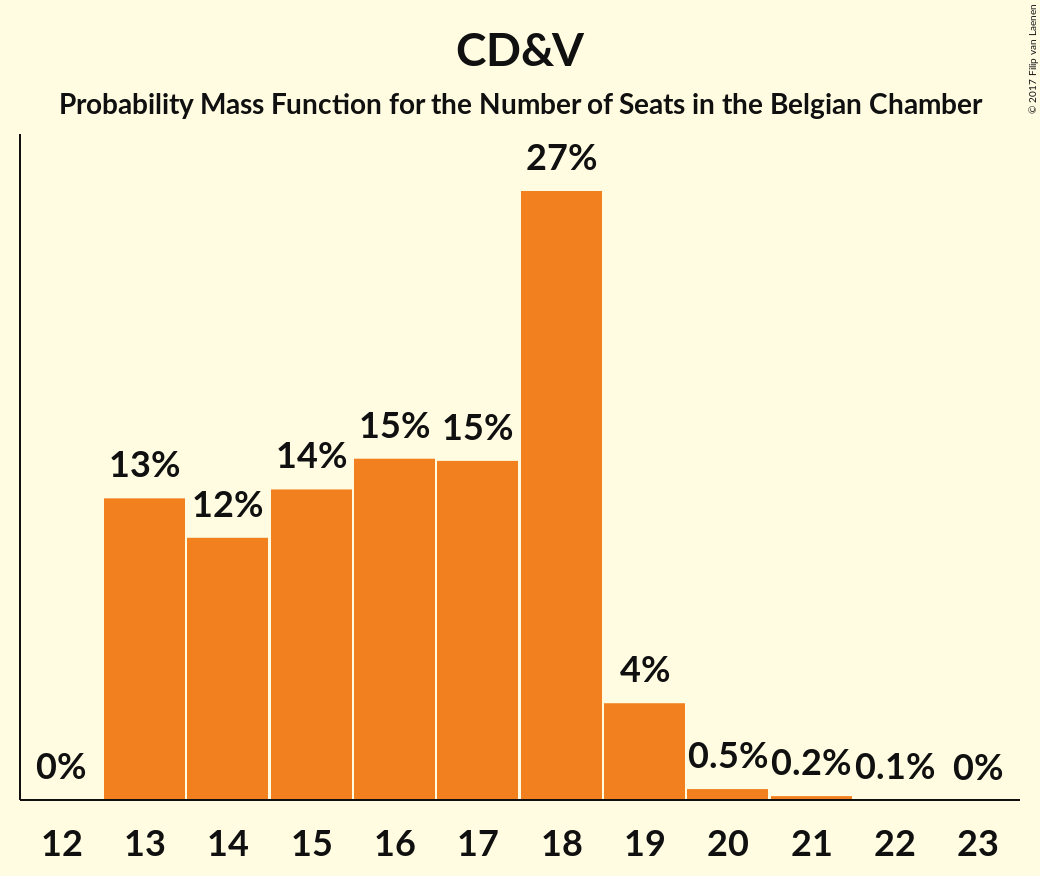 CD&V
Probability Mass Function for the Number of Seats in the Belgian Chamber
© 2017 Filip van Laenen
0% 13% 12% 14% 15% 15% 27% 4% 0.5% 0.2% 0.1% 0%
12 13 14 15 16 17 18 19 20 21 22 23